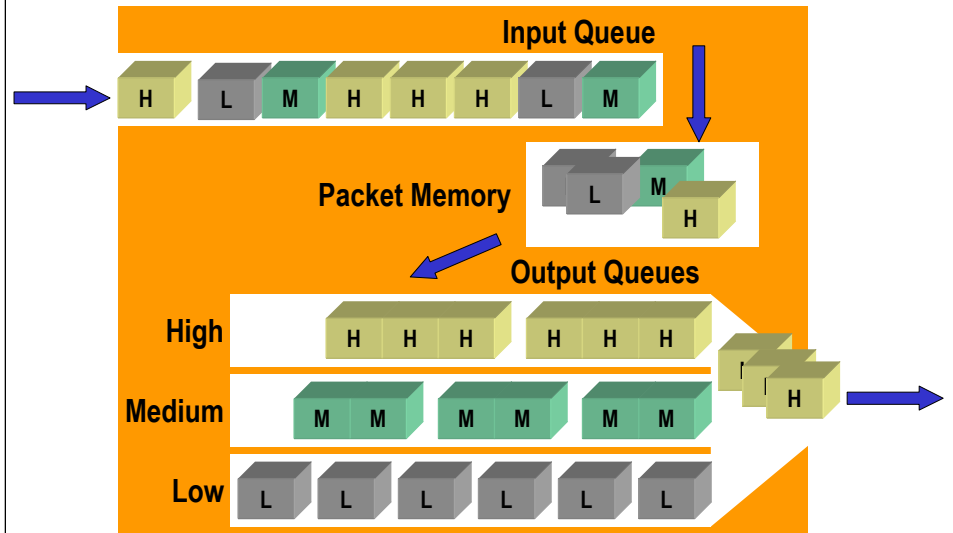 Input Queue
H L M H H H L M
Packet Memory
L M H
Output Queues
High
H H H H H H
H
Medium
M M M M M M
Low
L L L L L L